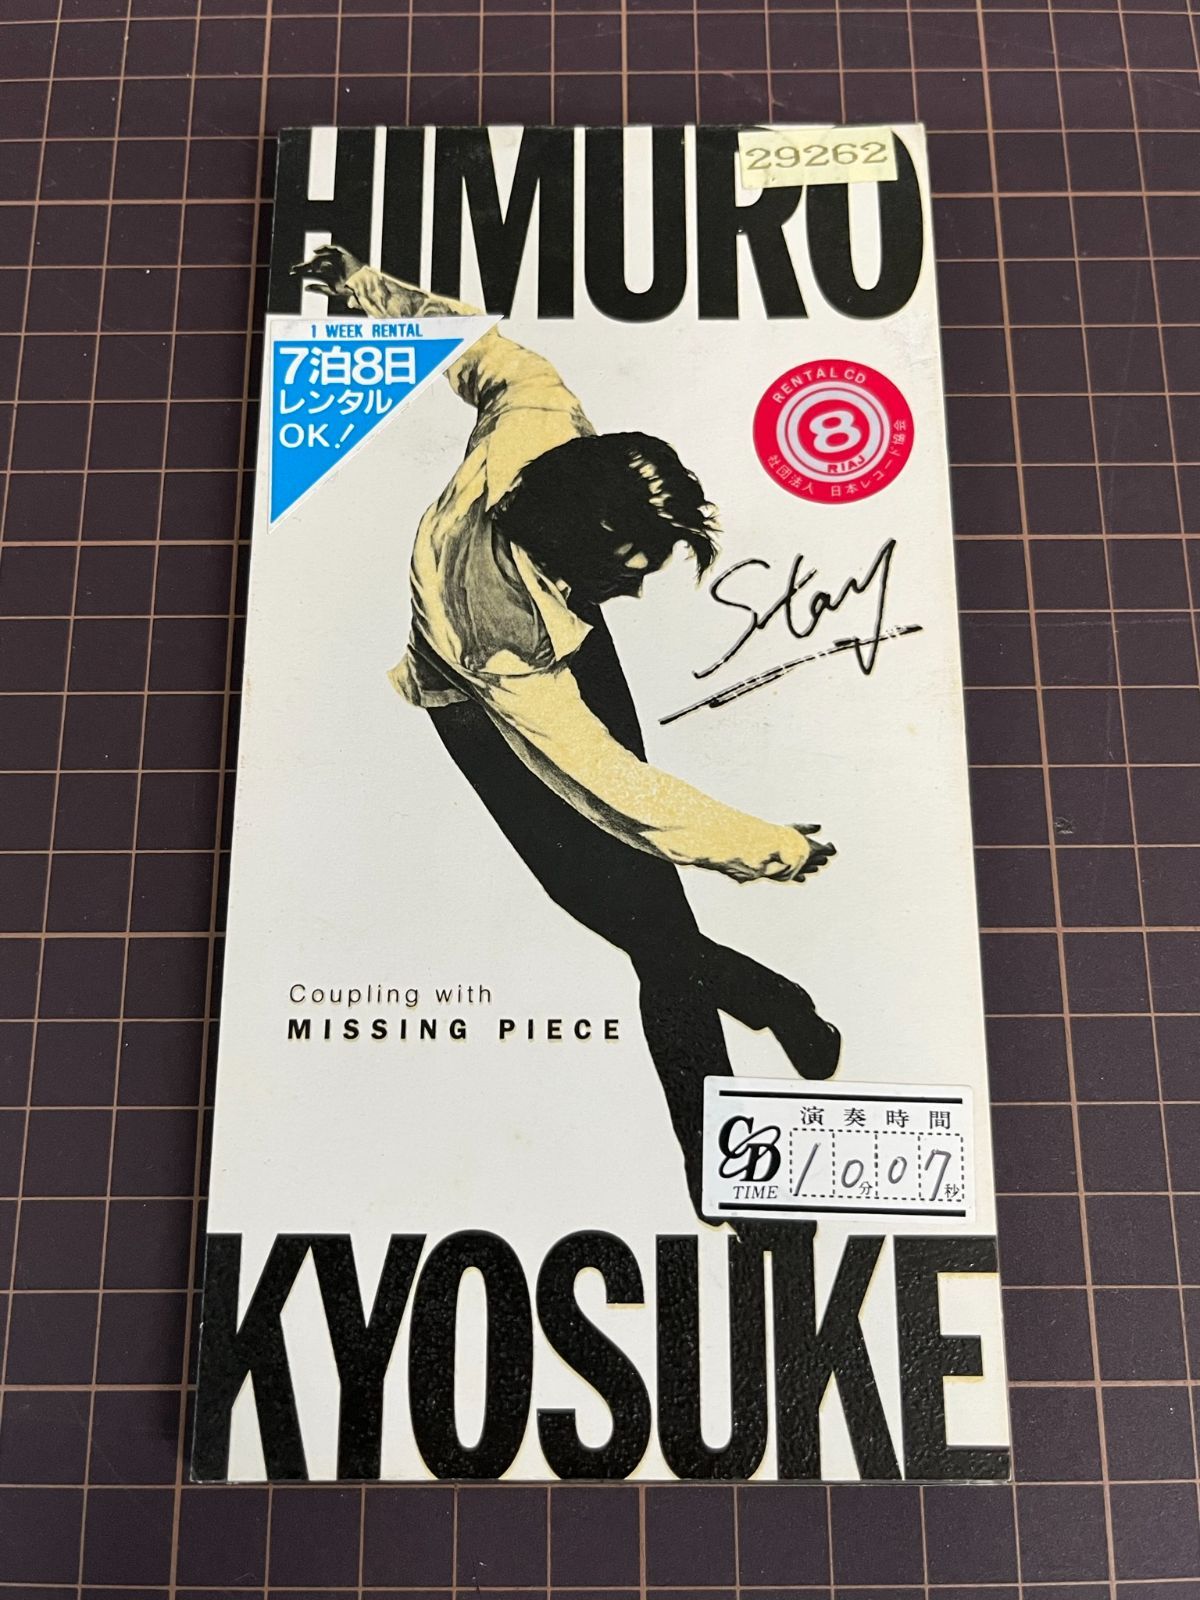 HIMURO
29262
1 WEEK RENTAL
7泊8日
レンタル
OK!
RENTAL CD
8
RIAJ
社団法人 日本レコード協会
Stay
Coupling with
MISSING PIECE
演奏時間
CD
TIME
10分07秒
KYOSUKE